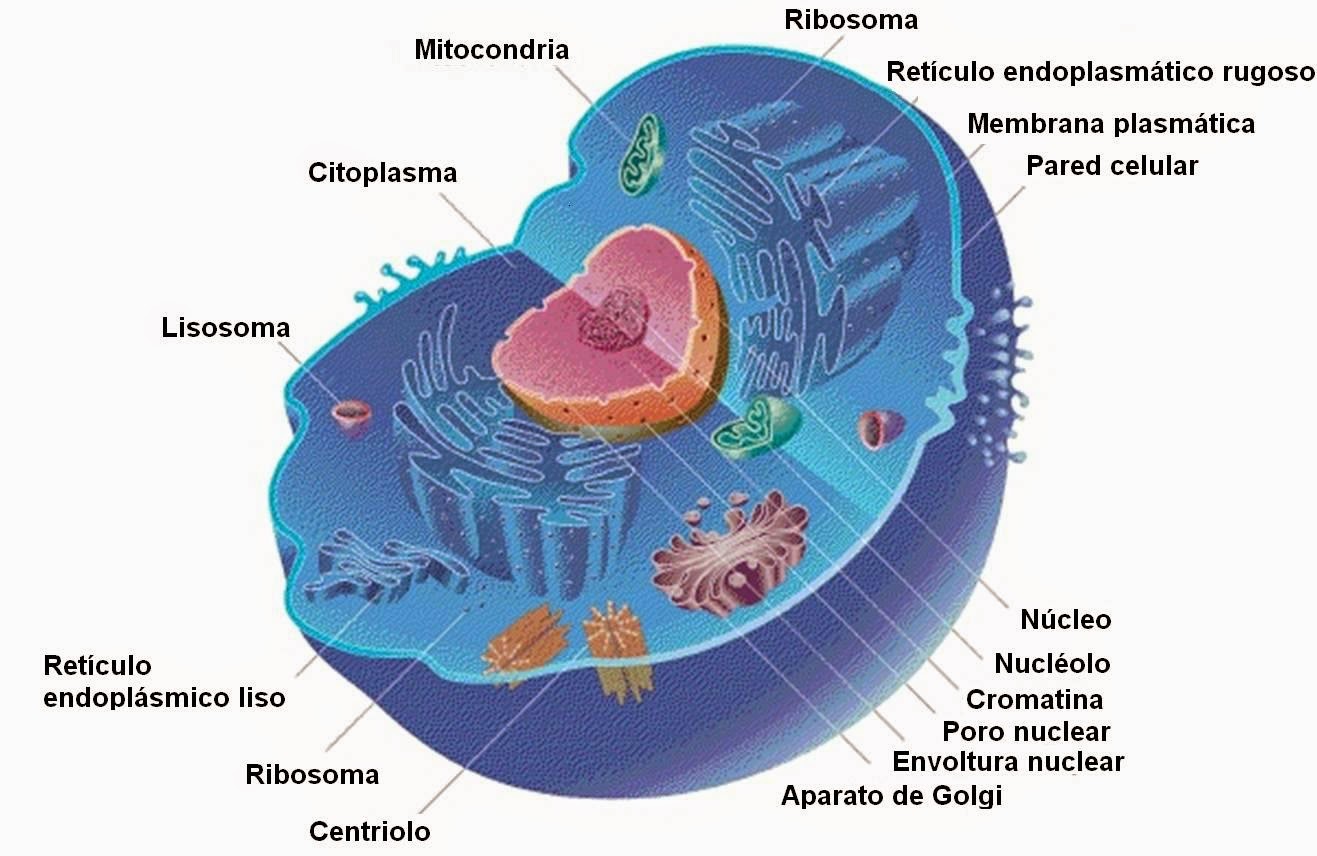 Ribosoma
Mitocondria
Retículo endoplasmático rugoso
Membrana plasmática
Pared celular
Citoplasma
Lisosoma
Núcleo
Nucléolo
Retículo
endoplásmico liso
Cromatina
Poro nuclear
Envoltura nuclear
Ribosoma
Aparato de Golgi
Centriolo